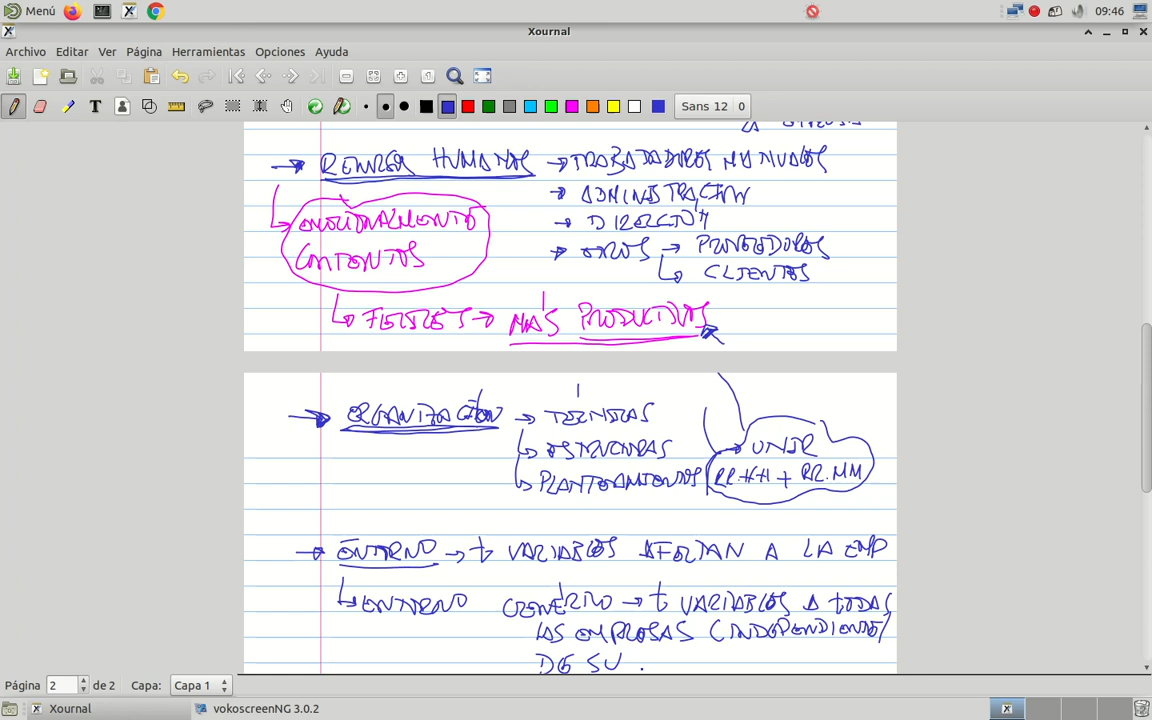 Menú 09:46
Xournal
Archivo Editar Ver Página Herramientas Opciones Ayuda
Sans 12 0
→ RECURSOS HUMANOS → TRABAJADORES MANUALES
→ ADMINISTRACIÓN
EMOCIONALMENTE → DIRECCIÓN
CONTENTOS → OTROS → PROVEEDORES
↳ CLIENTES
↳ FELICES → MÁS PRODUCTIVOS
→ ORGANIZACIÓN → TÉCNICAS
↳ ESTRUCTURAS → UNIR
↳ PLANTEAMIENTOS RR.HH + RR.MM
→ ENTORNO → t VARIABLES AFECTAN A LA EMP
↳ ENTORNO GENÉRICO → t VARIABLES A TODAS
LAS EMPRESAS (INDEPENDIENTE/
DE SU .
Página 2 de 2 Capa: Capa 1
Xournal vokoscreenNG 3.0.2